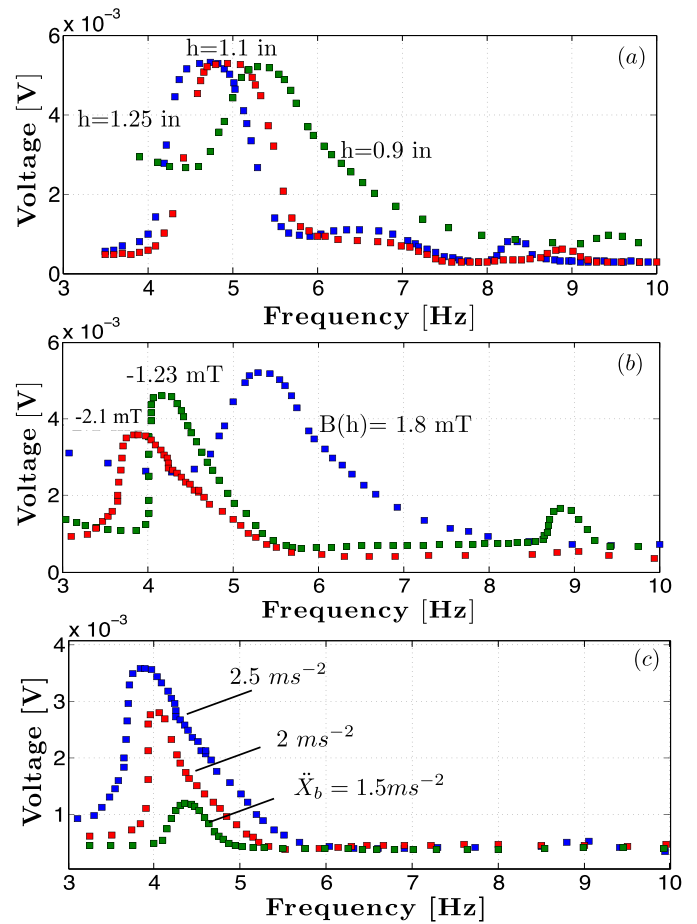 x 10⁻³
6
4
2
0
Voltage [V]
(a)
h=1.1 in
h=1.25 in
h=0.9 in
3 4 5 6 7 8 9 10
Frequency [Hz]
x 10⁻³
6
4
2
0
Voltage [V]
(b)
-1.23 mT
-2.1 mT
B(h)= 1.8 mT
3 4 5 6 7 8 9 10
Frequency [Hz]
x 10⁻³
4
3
2
1
Voltage [V]
(c)
2.5 ms⁻²
2 ms⁻²
Ẍ_b = 1.5ms⁻²
3 4 5 6 7 8 9 10
Frequency [Hz]